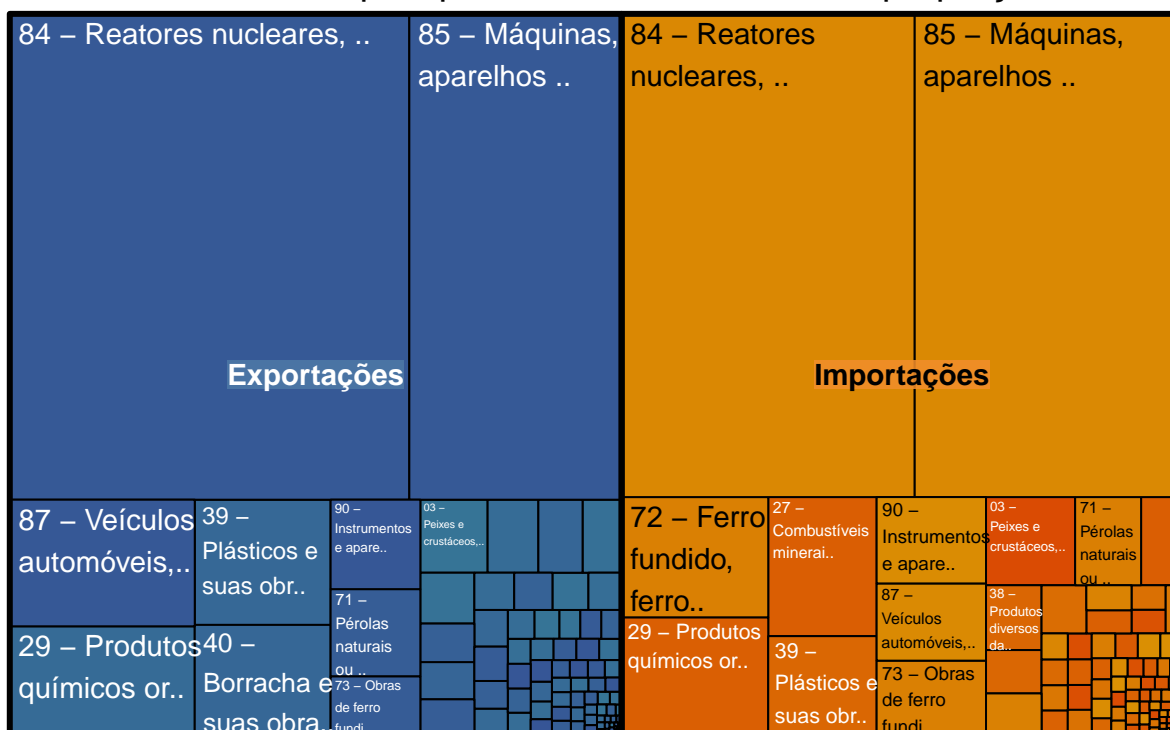 84 – Reatores nucleares, ..
85 – Máquinas,
aparelhos ..
Exportações
87 – Veículos
automóveis,..
29 – Produtos
químicos or..
39 –
Plásticos e
suas obr..
40 –
Borracha e
suas obra..
90 –
Instrumentos
e apare..
71 –
Pérolas
naturais
ou ..
73 – Obras
de ferro
fundi..
03 –
Peixes e
crustáceos,..
84 – Reatores
nucleares, ..
85 – Máquinas,
aparelhos ..
Importações
72 – Ferro
fundido,
ferro..
29 – Produtos
químicos or..
27 –
Combustíveis
minerai..
39 –
Plásticos e
suas obr..
90 –
Instrumentos
e apare..
87 –
Veículos
automóveis,..
73 – Obras
de ferro
fundi..
03 –
Peixes e
crustáceos,..
71 –
Pérolas
naturais
ou ..
38 –
Produtos
diversos
da..